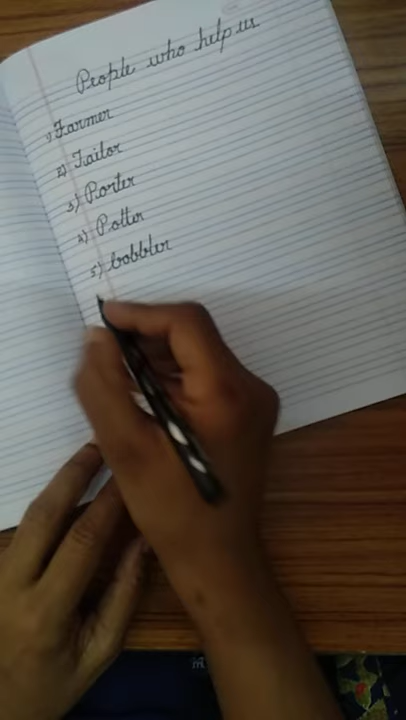 People who help us
1) Farmer
2) Tailor
3) Porter
4) Potter
5) Cobbler